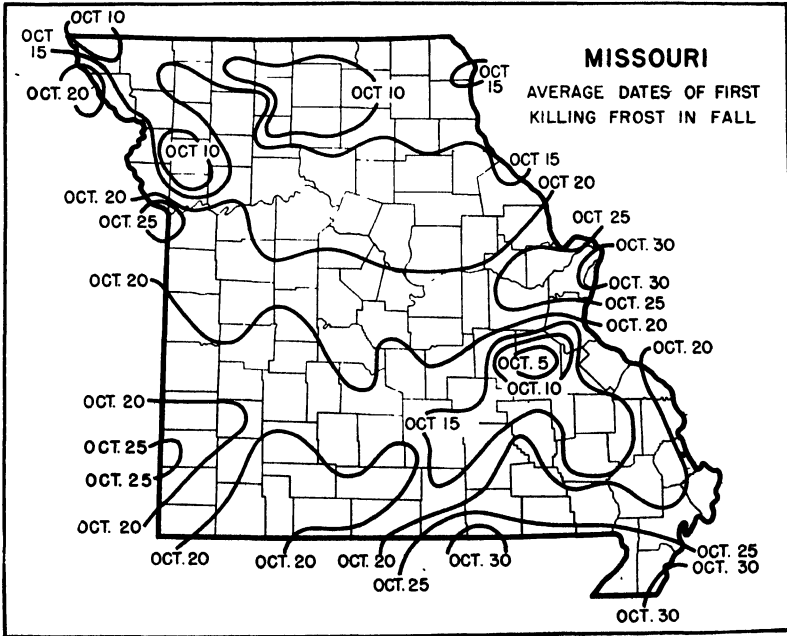 OCT 10
OCT
15
OCT. 20
OCT 10
OCT 10
OCT
15
MISSOURI
AVERAGE DATES OF FIRST
KILLING FROST IN FALL
OCT 15
OCT 20
OCT. 20
OCT. 25
OCT 25
OCT. 30
OCT. 30
OCT. 25
OCT. 20
OCT. 20
OCT. 20
OCT. 5
OCT. 10
OCT. 20
OCT 15
OCT. 25
OCT. 25
OCT. 20
OCT. 20
OCT. 20
OCT. 20
OCT. 25
OCT. 30
OCT. 25
OCT. 30
OCT. 30